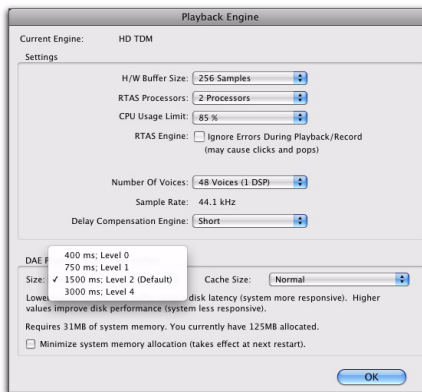 Playback Engine
Current Engine: HD TDM
Settings
H/W Buffer Size: 256 Samples
RTAS Processors: 2 Processors
CPU Usage Limit: 85 %
RTAS Engine: Ignore Errors During Playback/Record
(may cause clicks and pops)
Number Of Voices: 48 Voices (1 DSP)
Sample Rate: 44.1 kHz
Delay Compensation Engine: Short
DAE
400 ms; Level 0
750 ms; Level 1
Size: ✓ 1500 ms; Level 2 (Default) Cache Size: Normal
3000 ms; Level 4
disk latency (system more responsive). Higher
values improve disk performance (system less responsive).
Requires 31MB of system memory. You currently have 125MB allocated.
Minimize system memory allocation (takes effect at next restart).
OK